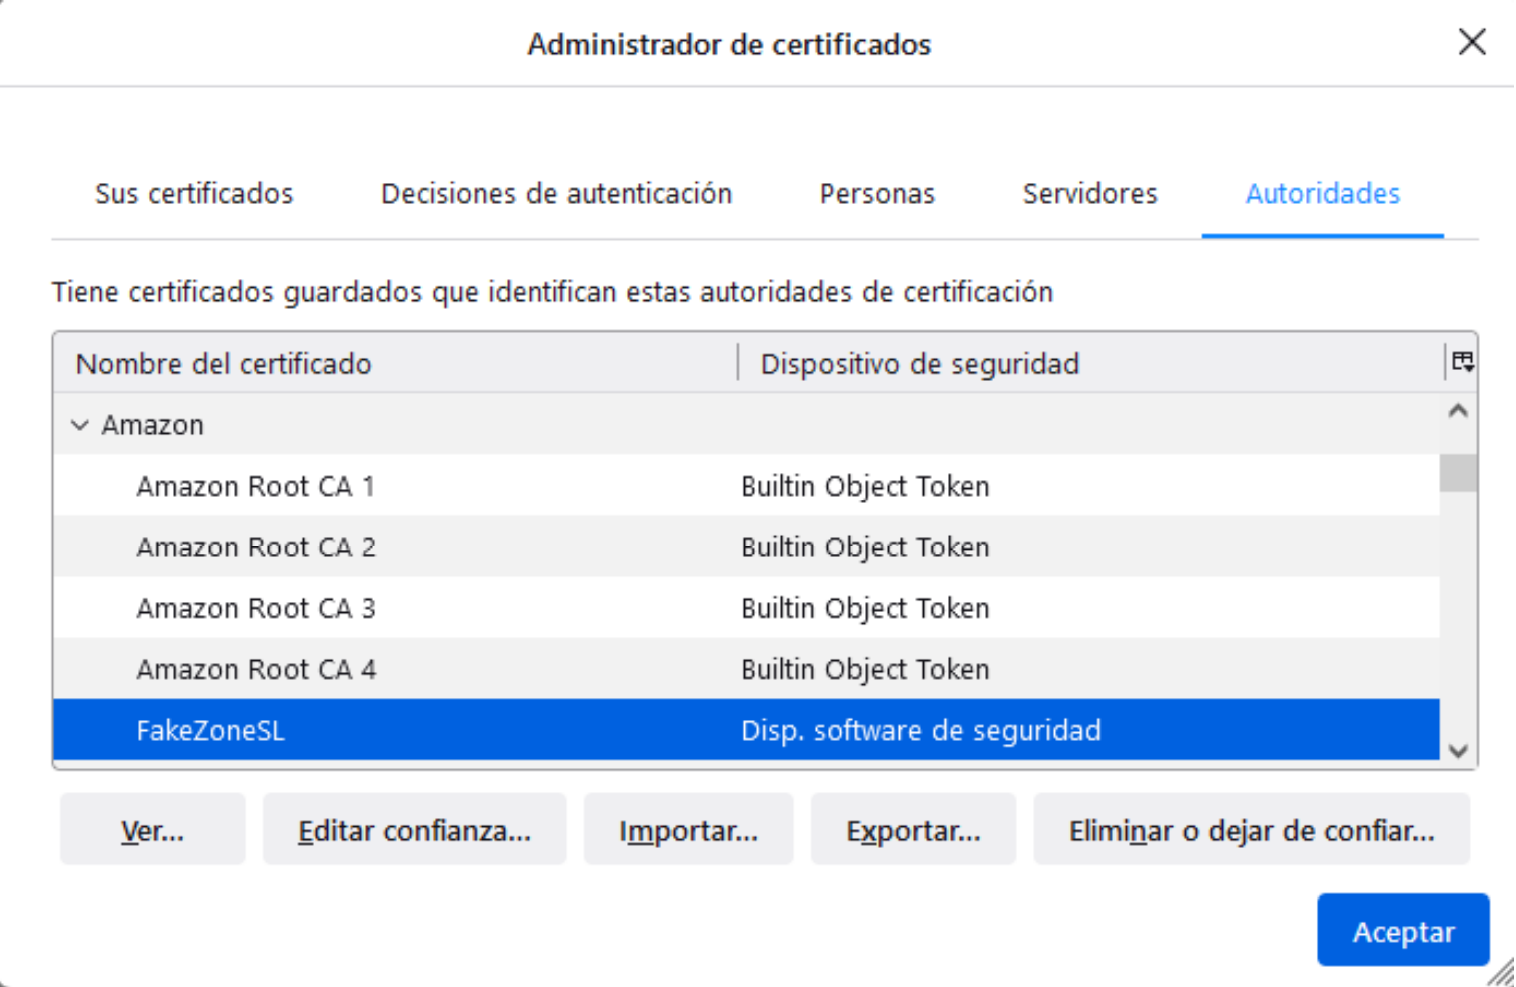 Administrador de certificados
Sus certificados Decisiones de autenticación Personas Servidores Autoridades
Tiene certificados guardados que identifican estas autoridades de certificación
Nombre del certificado Dispositivo de seguridad
Amazon
Amazon Root CA 1 Builtin Object Token
Amazon Root CA 2 Builtin Object Token
Amazon Root CA 3 Builtin Object Token
Amazon Root CA 4 Builtin Object Token
FakeZoneSL Disp. software de seguridad
Ver... Editar confianza... Importar... Exportar... Eliminar o dejar de confiar...
Aceptar